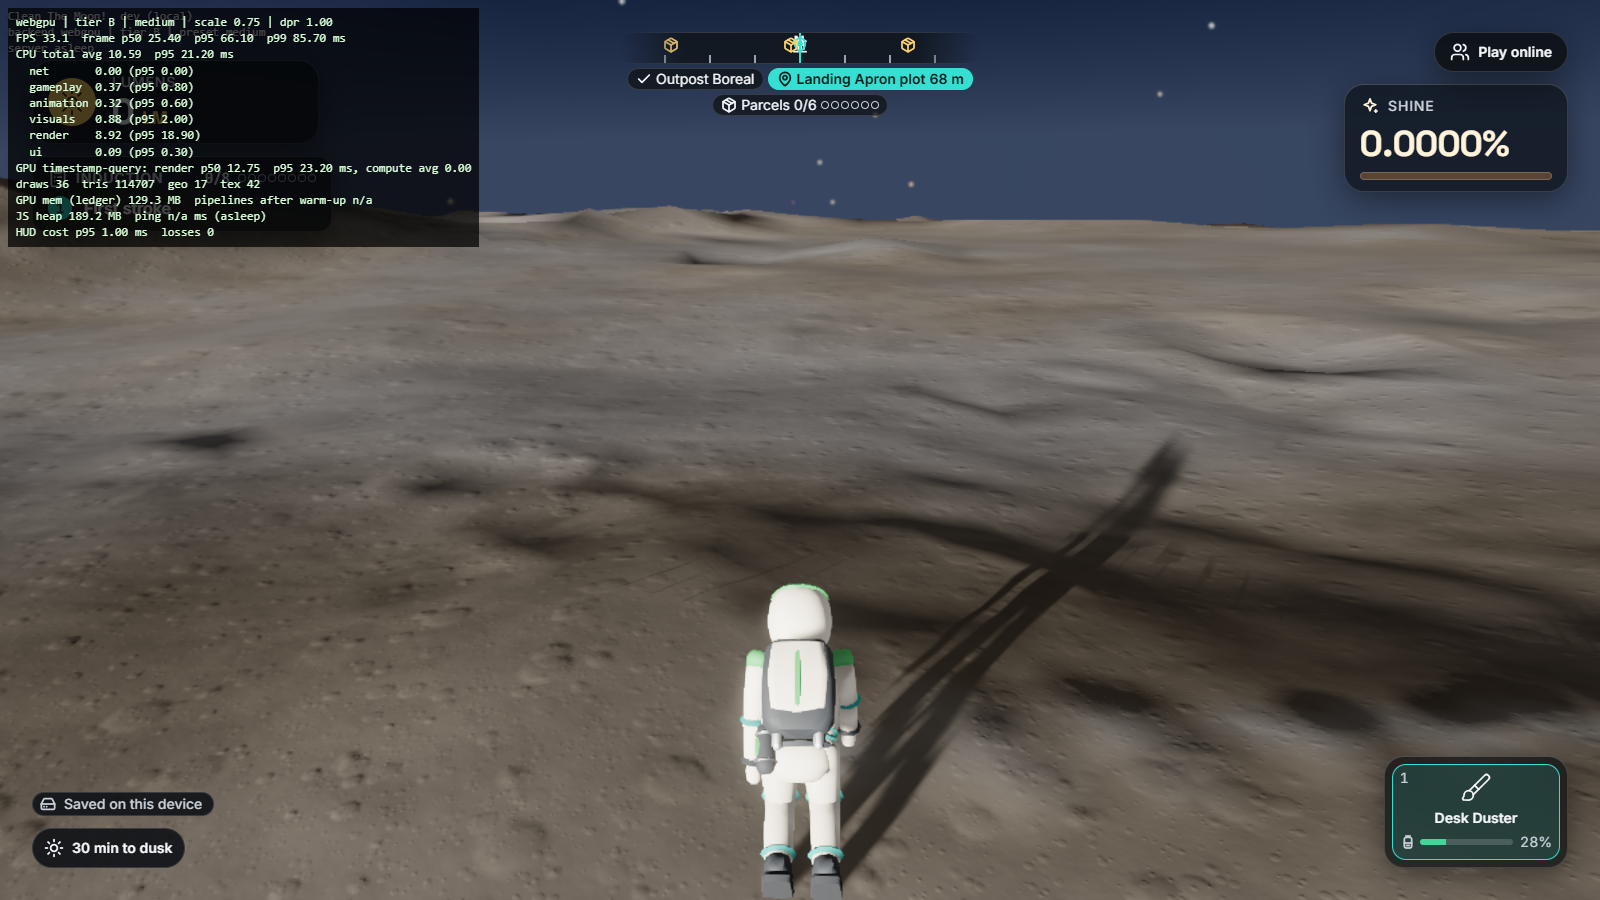 webgpu | tier B | medium | scale 0.75 | dpr 1.00
FPS 33.1  frame p50 25.40  p95 66.10  p99 85.70 ms
CPU total avg 10.59  p95 21.20 ms
net 0.00 (p95 0.00)
gameplay 0.37 (p95 0.80)
animation 0.32 (p95 0.60)
visuals 0.88 (p95 2.00)
render 8.92 (p95 18.90)
ui 0.09 (p95 0.30)
GPU timestamp-query: render p50 12.75  p95 23.20 ms, compute avg 0.00
draws 36  tris 114707  geo 17  tex 42
GPU mem (ledger) 129.3 MB  pipelines after warm-up n/a
JS heap 189.2 MB  ping n/a ms (asleep)
HUD cost p95 1.00 ms  losses 0
First stroke
Outpost Boreal
Landing Apron plot 68 m
Parcels 0/6
Play online
SHINE
0.0000%
Saved on this device
30 min to dusk
1
Desk Duster
28%